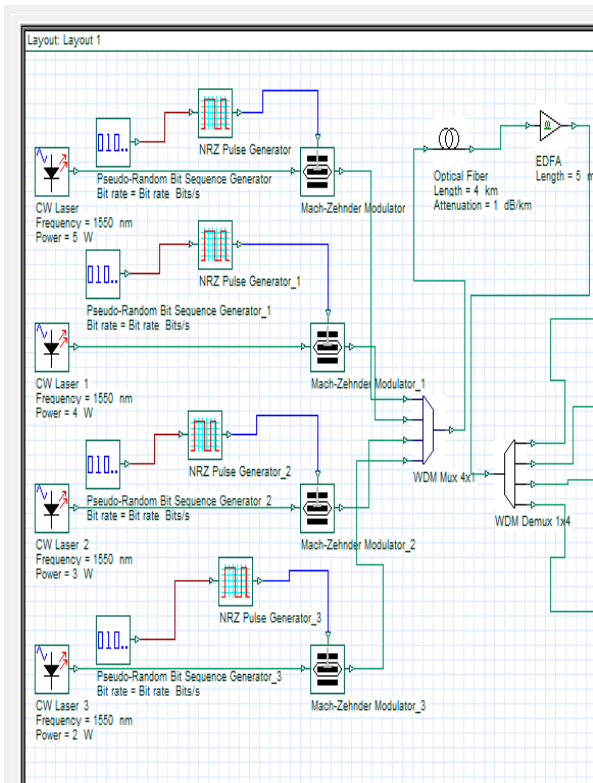 Layout: Layout 1
010..
NRZ Pulse Generator
Pseudo-Random Bit Sequence Generator
Bit rate = Bit rate Bits/s
CW Laser
Frequency = 1550 nm
Power = 5 W
Mach-Zehnder Modulator
Optical Fiber
Length = 4 km
Attenuation = 1 dB/km
EDFA
Length = 5 m
010..
NRZ Pulse Generator_1
Pseudo-Random Bit Sequence Generator_1
Bit rate = Bit rate Bits/s
CW Laser 1
Frequency = 1550 nm
Power = 4 W
Mach-Zehnder Modulator_1
WDM Mux 4x1
WDM Demux 1x4
010..
NRZ Pulse Generator_2
Pseudo-Random Bit Sequence Generator_2
Bit rate = Bit rate Bits/s
CW Laser 2
Frequency = 1550 nm
Power = 3 W
Mach-Zehnder Modulator_2
010..
NRZ Pulse Generator_3
Pseudo-Random Bit Sequence Generator_3
Bit rate = Bit rate Bits/s
CW Laser 3
Frequency = 1550 nm
Power = 2 W
Mach-Zehnder Modulator_3